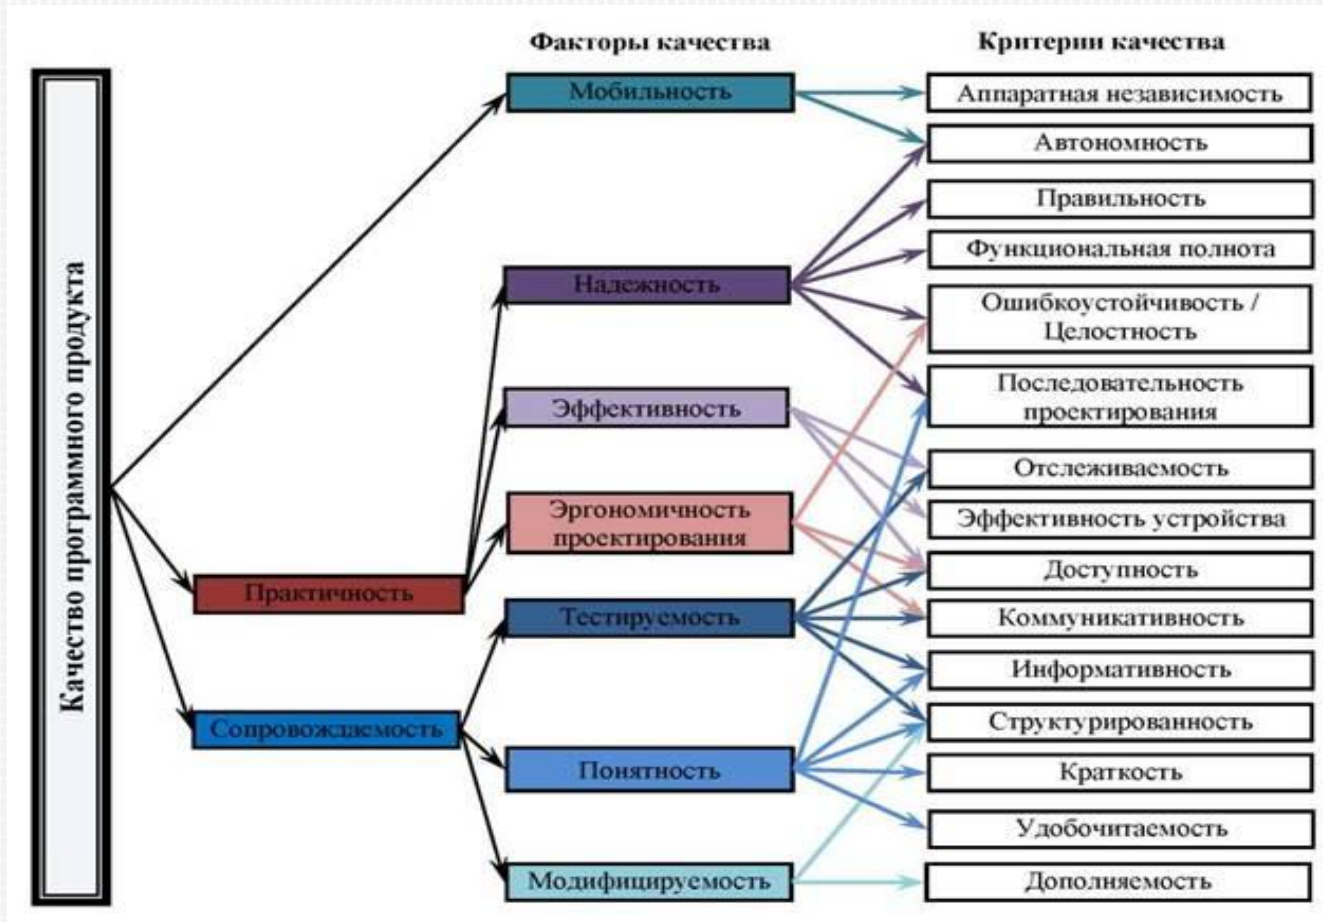 Факторы качества
Критерии качества
Качество программного продукта
Практичность
Сопровождаемость
Мобильность
Надежность
Эффективность
Эргономичность
проектирования
Тестируемость
Понятность
Модифицируемость
Аппаратная независимость
Автономность
Правильность
Функциональная полнота
Ошибкоустойчивость /
Целостность
Последовательность
проектирования
Отслеживаемость
Эффективность устройства
Доступность
Коммуникативность
Информативность
Структурированность
Краткость
Удобочитаемость
Дополняемость